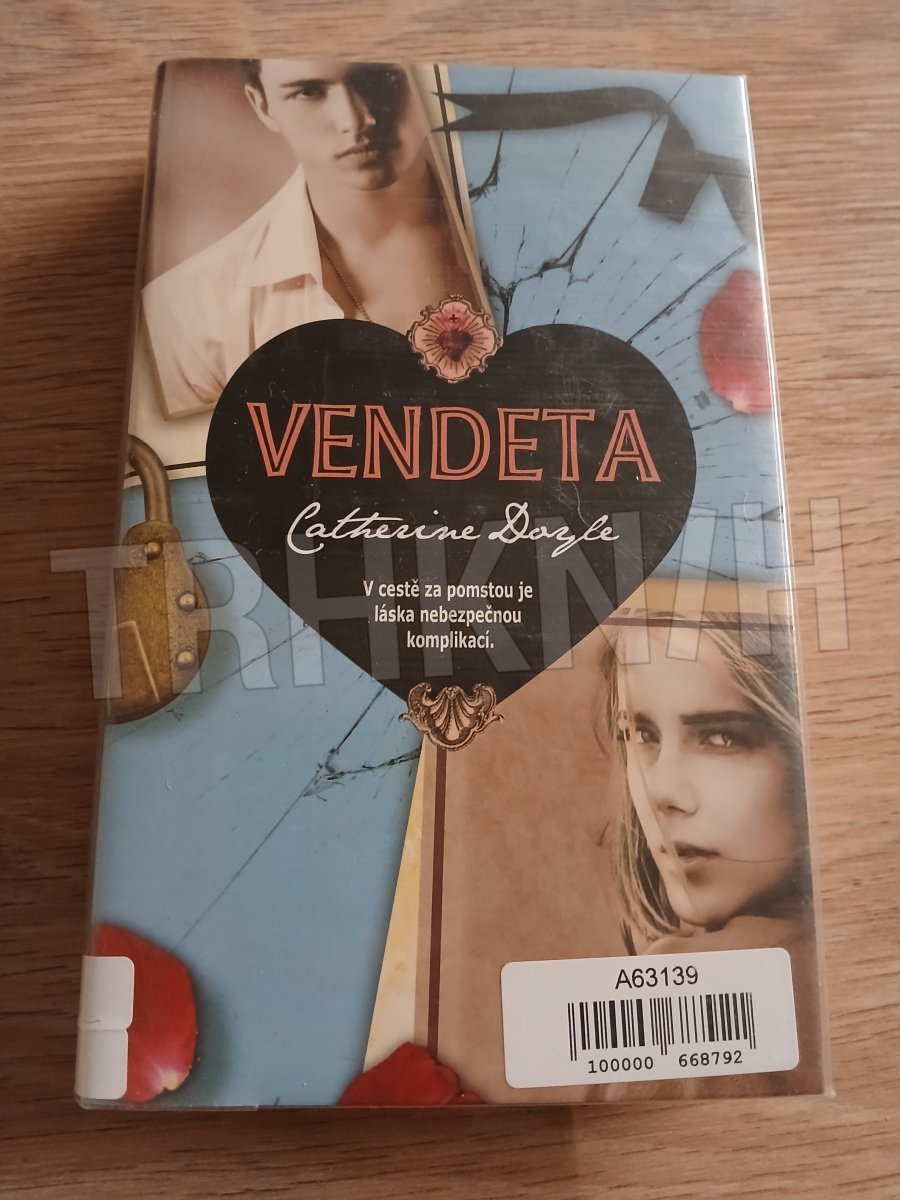 VENDETA
Catherine Doyle
V cestě za pomstou je
láska nebezpečnou
komplikací.
TRHKNIH
A63139
100000 668792